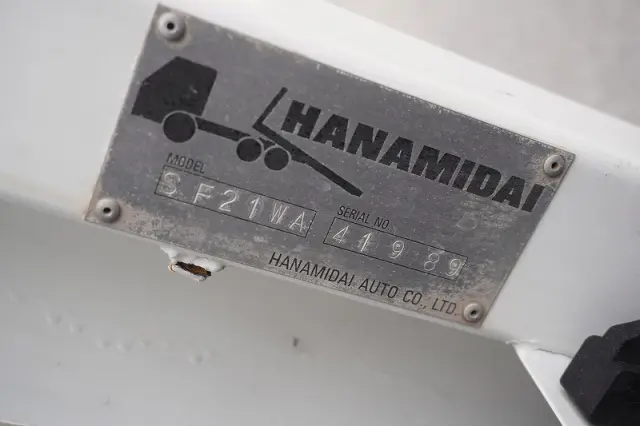 HANAMIDAI
MODEL
SF21WA
SERIAL NO.
41989
HANAMIDAI AUTO CO., LTD.